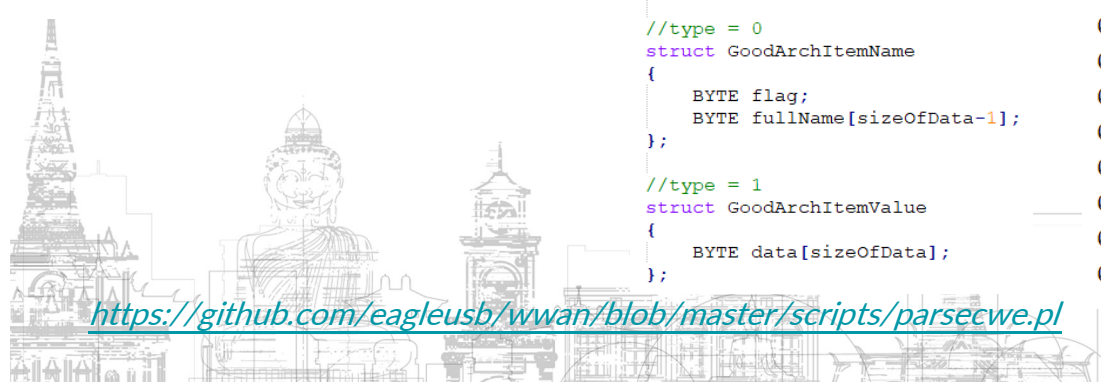 //type = 0
struct GoodArchItemName
{
    BYTE flag;
    BYTE fullName[sizeOfData-1];
};
//type = 1
struct GoodArchItemValue
{
    BYTE data[sizeOfData];
};
https://github.com/eagleusb/wwan/blob/master/scripts/parsecwe.pl